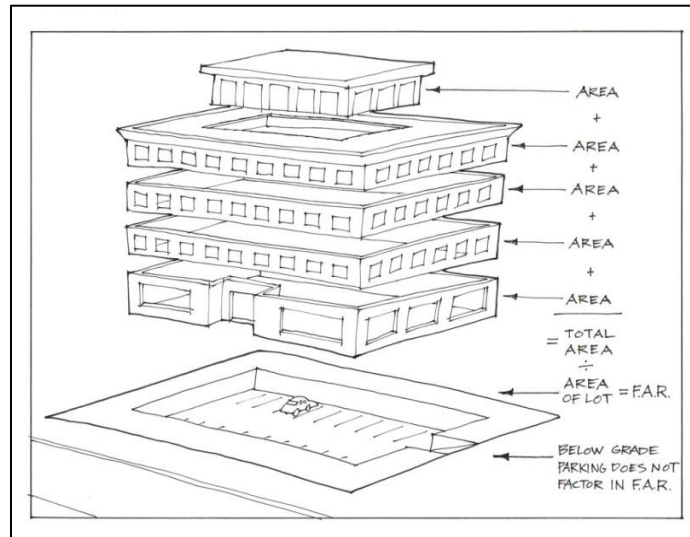 AREA
+
AREA
+
AREA
+
AREA
+
AREA
= TOTAL
AREA
÷
AREA
OF LOT = F.A.R.
BELOW GRADE
PARKING DOES NOT
FACTOR IN F.A.R.